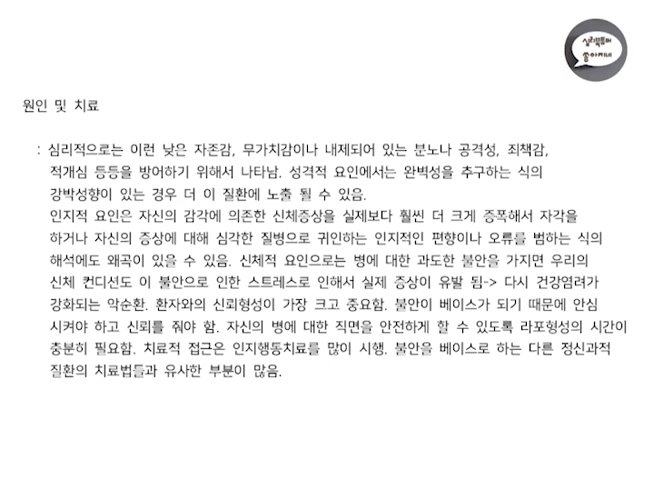 심리학튜버
쏭아지네
원인 및 치료
: 심리적으로는 이런 낮은 자존감, 무가치감이나 내제되어 있는 분노나 공격성, 죄책감,
적개심 등등을 방어하기 위해서 나타남. 성격적 요인에서는 완벽성을 추구하는 식의
강박성향이 있는 경우 더 이 질환에 노출 될 수 있음.
인지적 요인은 자신의 감각에 의존한 신체증상을 실제보다 훨씬 더 크게 증폭해서 자각을
하거나 자신의 증상에 대해 심각한 질병으로 귀인하는 인지적인 편향이나 오류를 범하는 식의
해석에도 왜곡이 있을 수 있음. 신체적 요인으로는 병에 대한 과도한 불안을 가지면 우리의
신체 컨디션도 이 불안으로 인한 스트레스로 인해서 실제 증상이 유발 됨-> 다시 건강염려가
강화되는 악순환. 환자와의 신뢰형성이 가장 크고 중요함. 불안이 베이스가 되기 때문에 안심
시켜야 하고 신뢰를 줘야 함. 자신의 병에 대한 직면을 안전하게 할 수 있도록 라포형성의 시간이
충분히 필요함. 치료적 접근은 인지행동치료를 많이 시행. 불안을 베이스로 하는 다른 정신과적
질환의 치료법들과 유사한 부분이 많음.